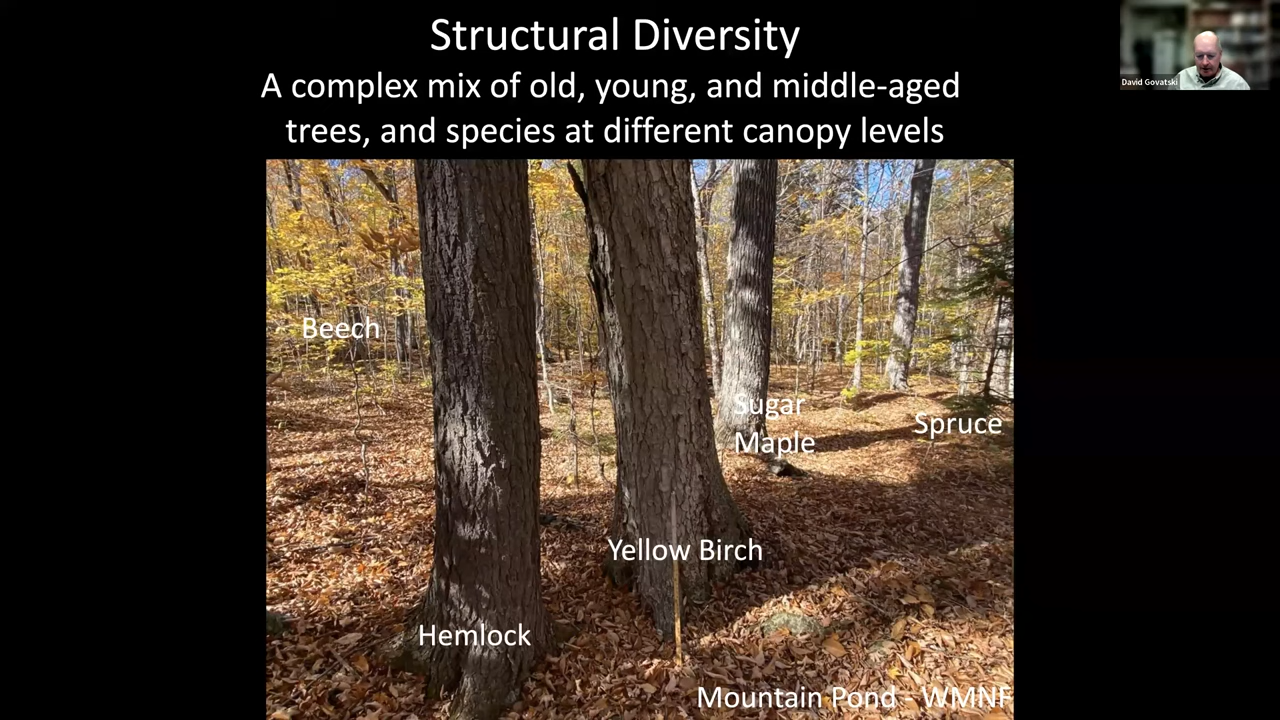 Structural Diversity
A complex mix of old, young, and middle-aged
trees, and species at different canopy levels
David Govatski
Beech
Sugar
Maple
Spruce
Yellow Birch
Hemlock
Mountain Pond - WMNF